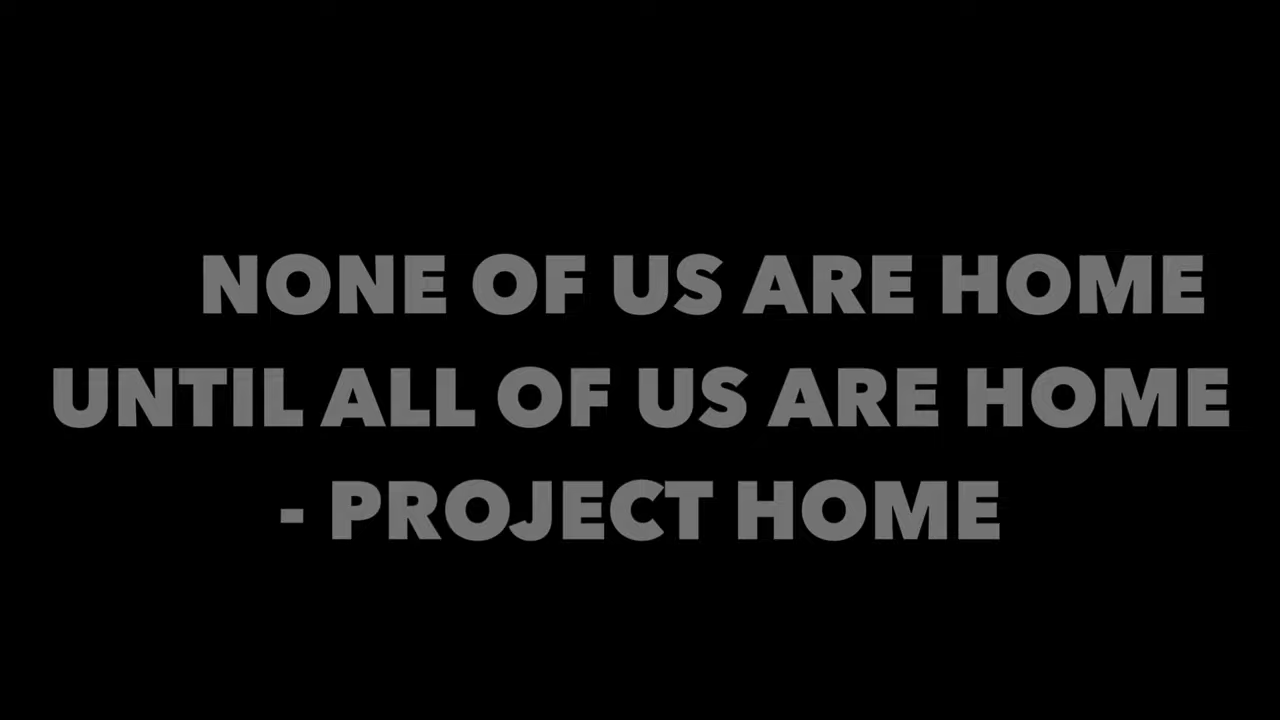 NONE OF US ARE HOME
UNTIL ALL OF US ARE HOME
- PROJECT HOME